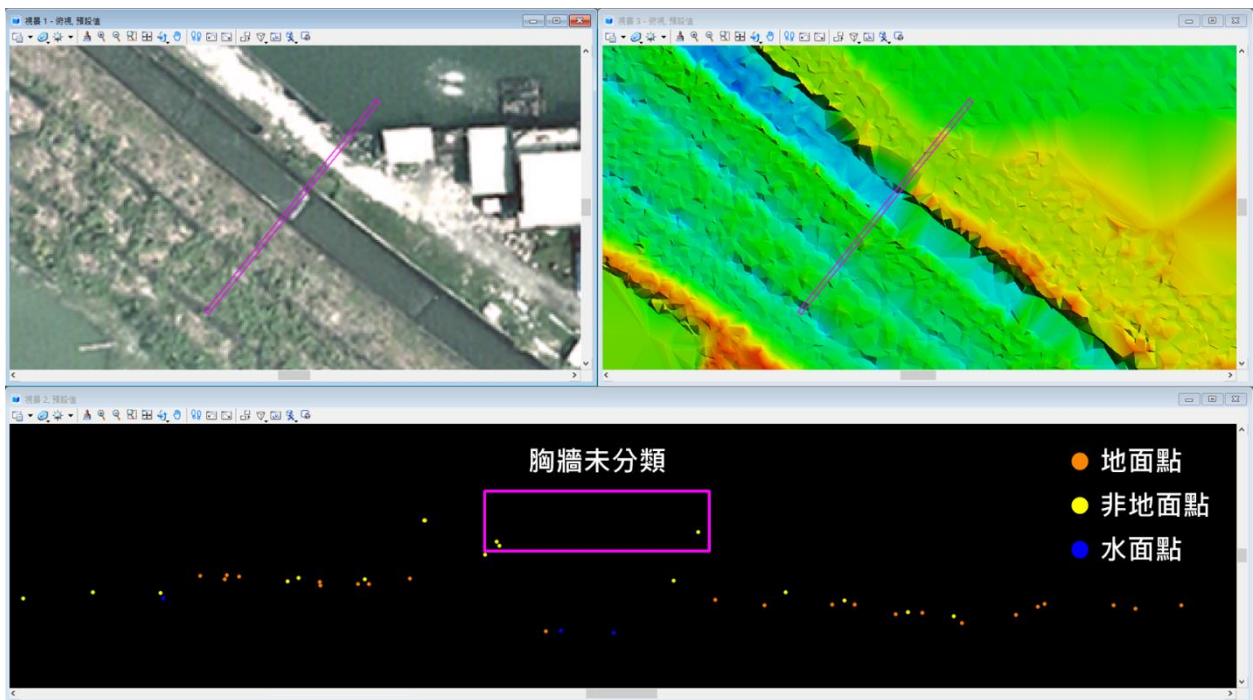 視景 1 - 俯視, 預設值
視景 3 - 俯視, 預設值
視景 2, 預設值
胸牆未分類
地面點
非地面點
水面點